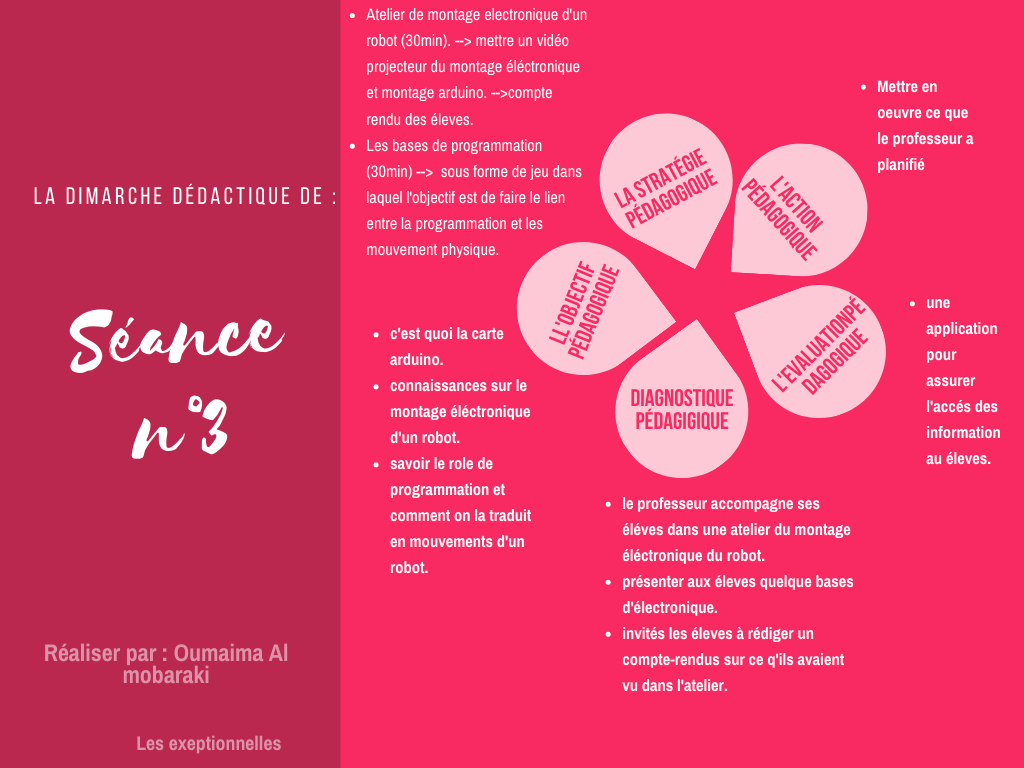 LA DIMARCHE DÉDACTIQUE DE :
Séance
n°3
Réaliser par : Oumaima Al
mobaraki
Les exeptionnelles
• Atelier de montage electronique d'un
robot (30min). --> mettre un vidéo
projecteur du montage éléctronique
et montage arduino. -->compte
rendu des éleves.
• Les bases de programmation
(30min) --> sous forme de jeu dans
laquel l'objectif est de faire le lien
entre la programmation et les
mouvement physique.
LA STRATÉGIE
PÉDAGOGIQUE
L'ACTION
PÉDAGOGIQUE
• Mettre en
oeuvre ce que
le professeur a
planifié
LL'OBJECTIF
PÉDAGOGIQUE
• c'est quoi la carte
arduino.
• connaissances sur le
montage éléctronique
d'un robot.
• savoir le role de
programmation et
comment on la traduit
en mouvements d'un
robot.
L'EVALUATIONPÉ
DAGOGIQUE
• une
application
pour
assurer
l'accés des
information
au éleves.
DIAGNOSTIQUE
PÉDAGIGIQUE
• le professeur accompagne ses
éléves dans une atelier du montage
éléctronique du robot.
• présenter aux éleves quelque bases
d'électronique.
• invités les éleves à rédiger un
compte-rendus sur ce q'ils avaient
vu dans l'atelier.